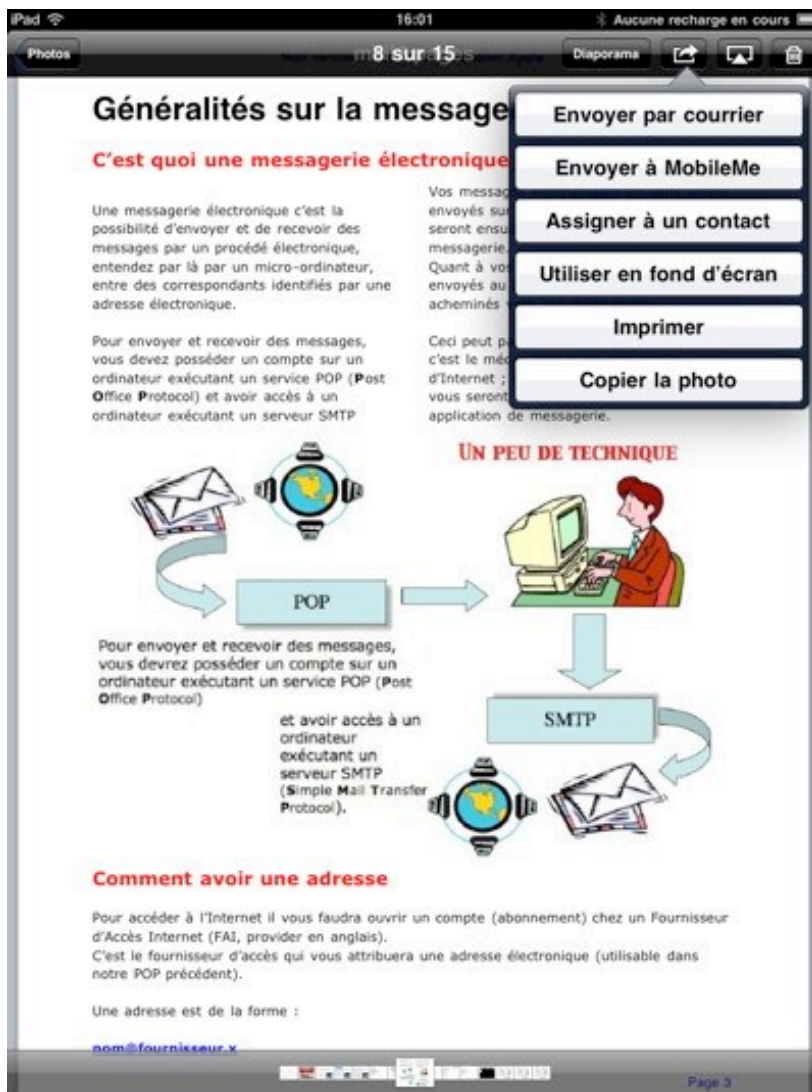 iPad 16:01 Aucune recharge en cours
Photos 8 sur 15 Diaporama
Généralités sur la message
Envoyer par courrier
Envoyer à MobileMe
Assigner à un contact
Utiliser en fond d'écran
Imprimer
Copier la photo
C'est quoi une messagerie électronique
Une messagerie électronique c'est la
possibilité d'envoyer et de recevoir des
messages par un procédé électronique,
entendez par là par un micro-ordinateur,
entre des correspondants identifiés par une
adresse électronique.
Pour envoyer et recevoir des messages,
vous devez posséder un compte sur un
ordinateur exécutant un service POP (Post
Office Protocol) et avoir accès à un
ordinateur exécutant un serveur SMTP
Vos messag
envoyés sur
seront ensu
messagerie.
Quant à vos
envoyés au
acheminés
Ceci peut pa
c'est le méc
d'Internet ;
vous seront
application de messagerie.
UN PEU DE TECHNIQUE
POP
Pour envoyer et recevoir des messages,
vous devrez posséder un compte sur un
ordinateur exécutant un service POP (Post
Office Protocol)
et avoir accès à un
ordinateur
exécutant un
serveur SMTP
(Simple Mail Transfer
Protocol).
SMTP
Comment avoir une adresse
Pour accéder à l'Internet il vous faudra ouvrir un compte (abonnement) chez un Fournisseur
d'Accès Internet (FAI, provider en anglais).
C'est le fournisseur d'accès qui vous attribuera une adresse électronique (utilisable dans
notre POP précédent).
Une adresse est de la forme :
nom@fournisseur.x
Page 3